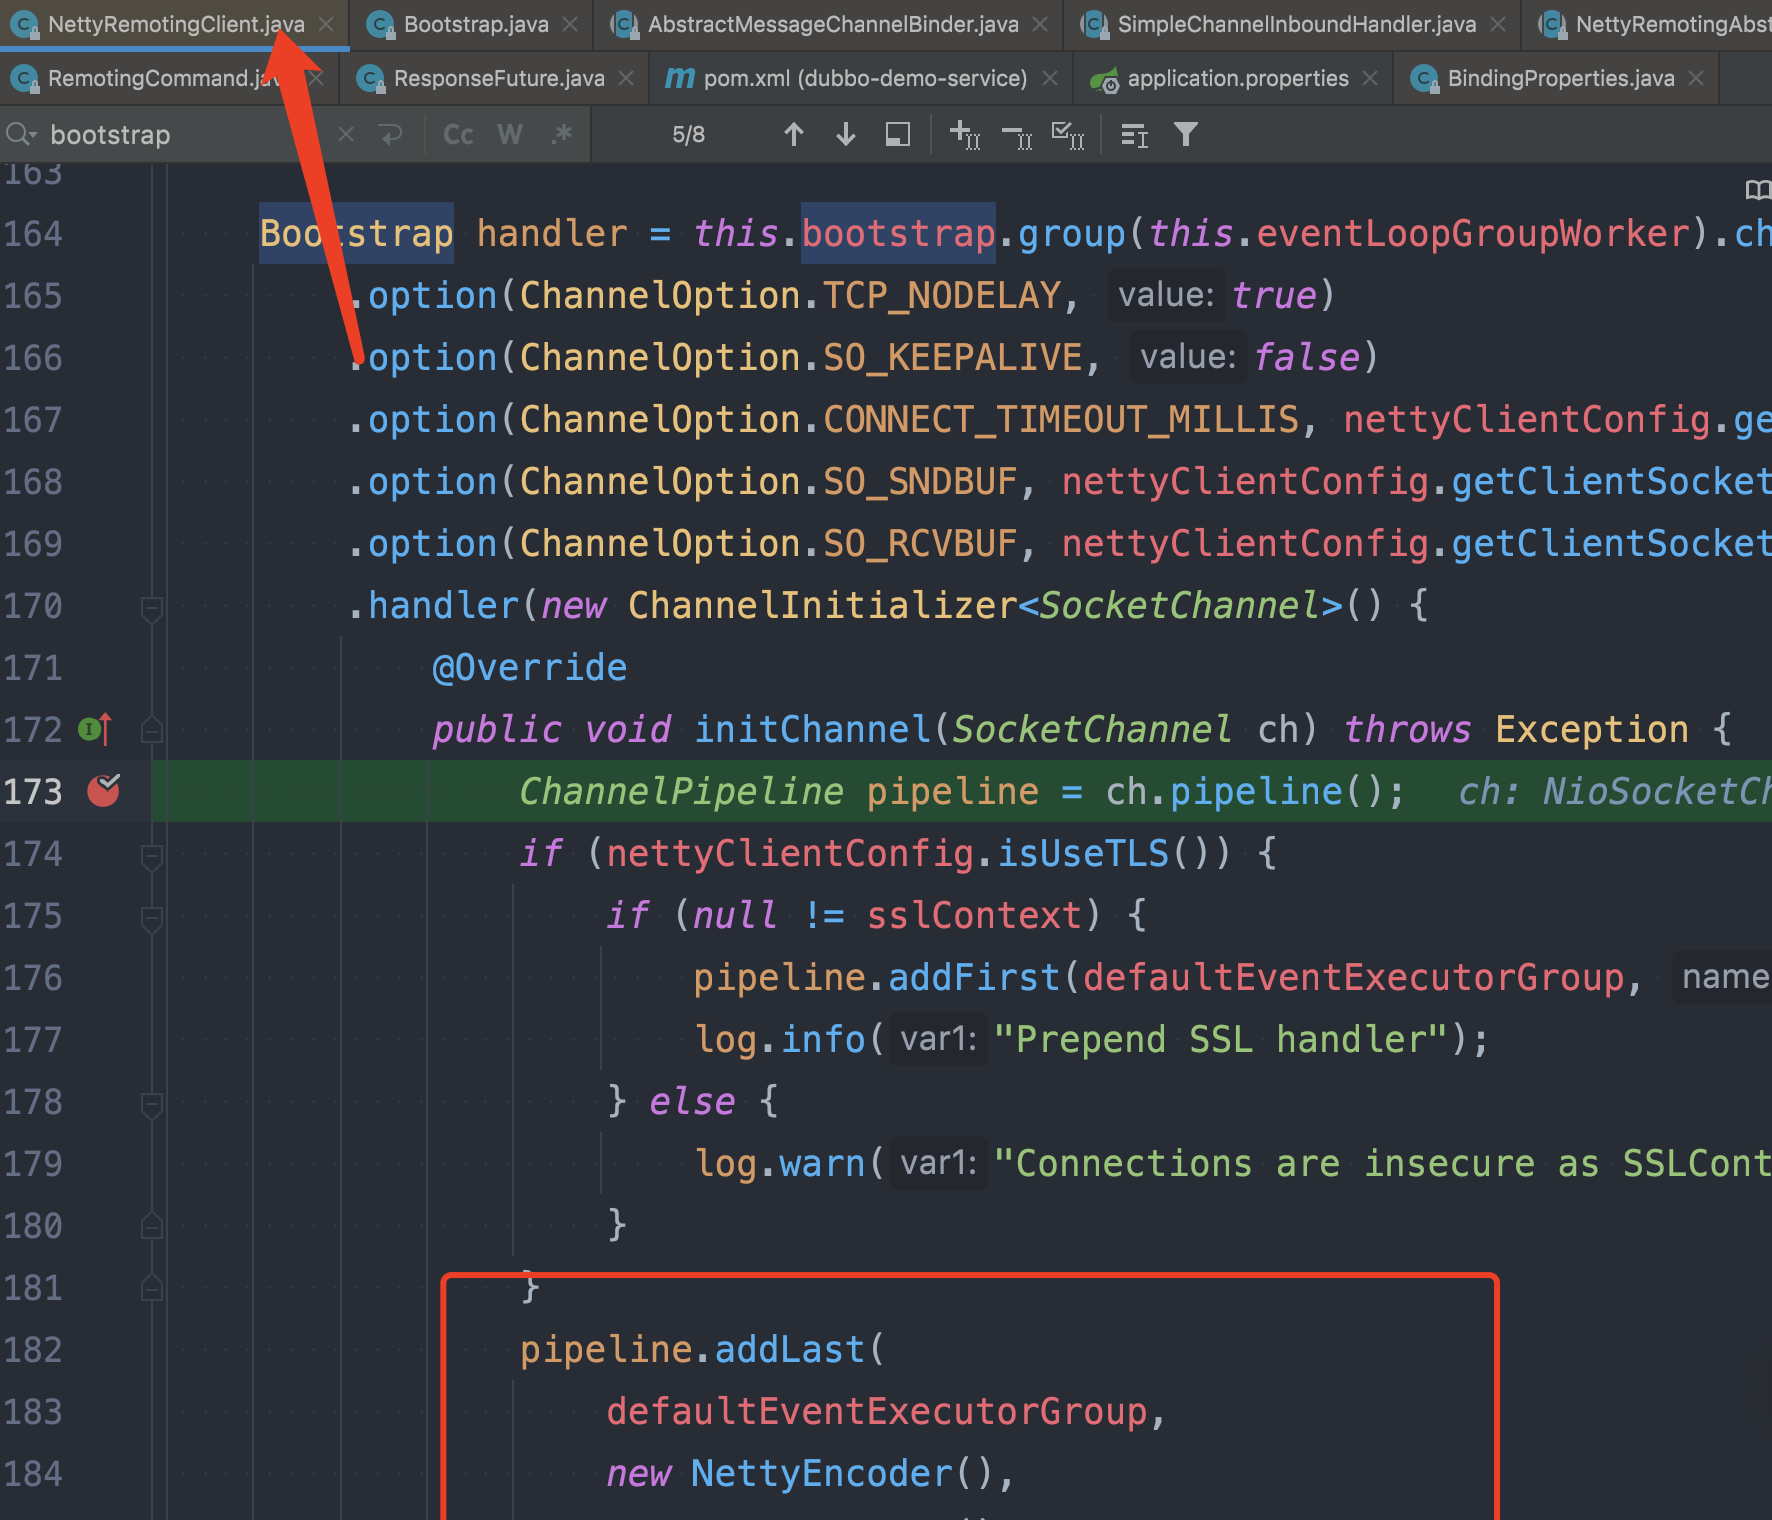 NettyRemotingClient.java Bootstrap.java AbstractMessageChannelBinder.java SimpleChannelInboundHandler.java NettyRemotingAbst
RemotingCommand.java ResponseFuture.java pom.xml (dubbo-demo-service) application.properties BindingProperties.java
bootstrap Cc W .* 5/8
163
164 Bootstrap handler = this.bootstrap.group(this.eventLoopGroupWorker).ch
165 .option(ChannelOption.TCP_NODELAY, value: true)
166 .option(ChannelOption.SO_KEEPALIVE, value: false)
167 .option(ChannelOption.CONNECT_TIMEOUT_MILLIS, nettyClientConfig.ge
168 .option(ChannelOption.SO_SNDBUF, nettyClientConfig.getClientSocket
169 .option(ChannelOption.SO_RCVBUF, nettyClientConfig.getClientSocket
170 .handler(new ChannelInitializer<SocketChannel>() {
171 @Override
172 public void initChannel(SocketChannel ch) throws Exception {
173 ChannelPipeline pipeline = ch.pipeline(); ch: NioSocketCh
174 if (nettyClientConfig.isUseTLS()) {
175 if (null != sslContext) {
176 pipeline.addFirst(defaultEventExecutorGroup, name
177 log.info( var1: "Prepend SSL handler");
178 } else {
179 log.warn( var1: "Connections are insecure as SSLCont
180 }
181 }
182 pipeline.addLast(
183 defaultEventExecutorGroup,
184 new NettyEncoder(),